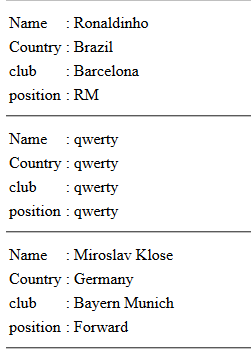 Name : Ronaldinho
Country : Brazil
club : Barcelona
position : RM
Name : qwerty
Country : qwerty
club : qwerty
position : qwerty
Name : Miroslav Klose
Country : Germany
club : Bayern Munich
position : Forward